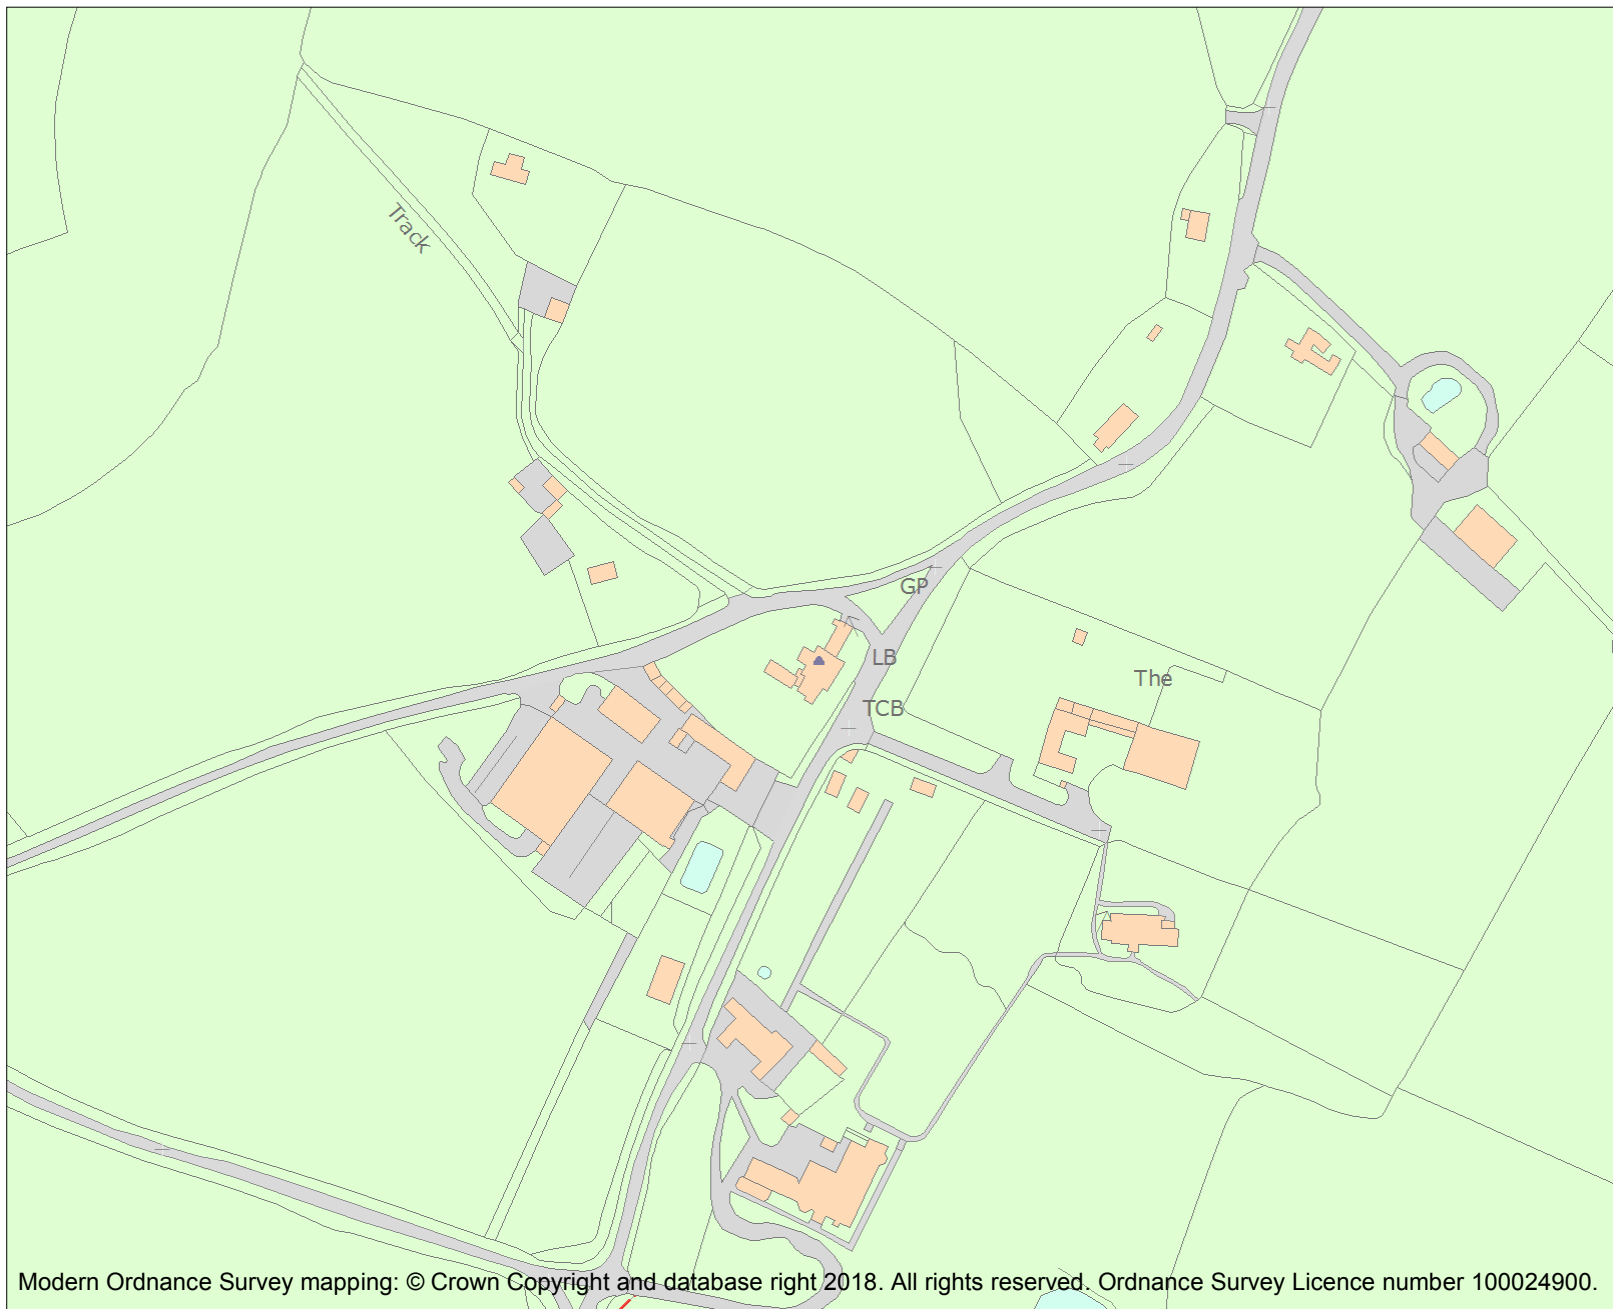 Track
GP
LB
The
TCB
Modern Ordnance Survey mapping: © Crown Copyright and database right 2018. All rights reserved. Ordnance Survey Licence number 100024900.